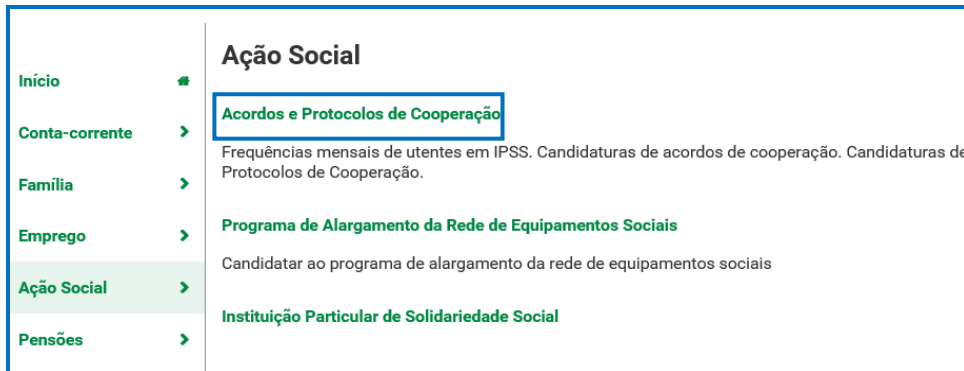 Início
Conta-corrente
Família
Emprego
Ação Social
Pensões
Ação Social
Acordos e Protocolos de Cooperação
Frequências mensais de utentes em IPSS. Candidaturas de acordos de cooperação. Candidaturas de
Protocolos de Cooperação.
Programa de Alargamento da Rede de Equipamentos Sociais
Candidatar ao programa de alargamento da rede de equipamentos sociais
Instituição Particular de Solidariedade Social